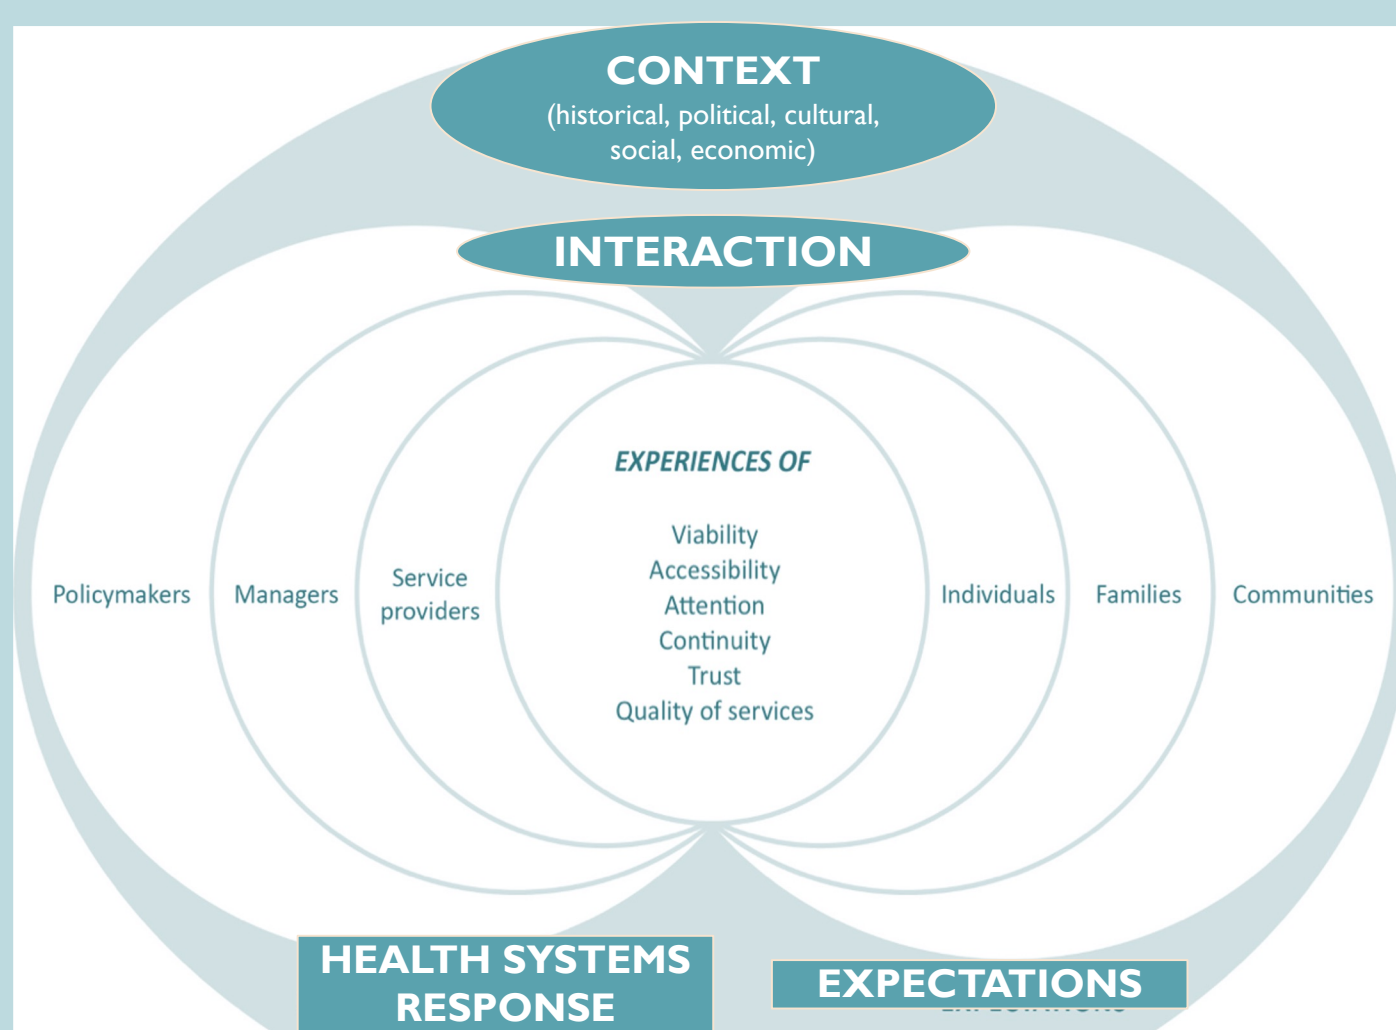 CONTEXT
(historical, political, cultural,
social, economic)
INTERACTION
EXPERIENCES OF
Viability
Accessibility
Attention
Continuity
Trust
Quality of services
Policymakers
Managers
Service
providers
Individuals
Families
Communities
HEALTH SYSTEMS
RESPONSE
EXPECTATIONS